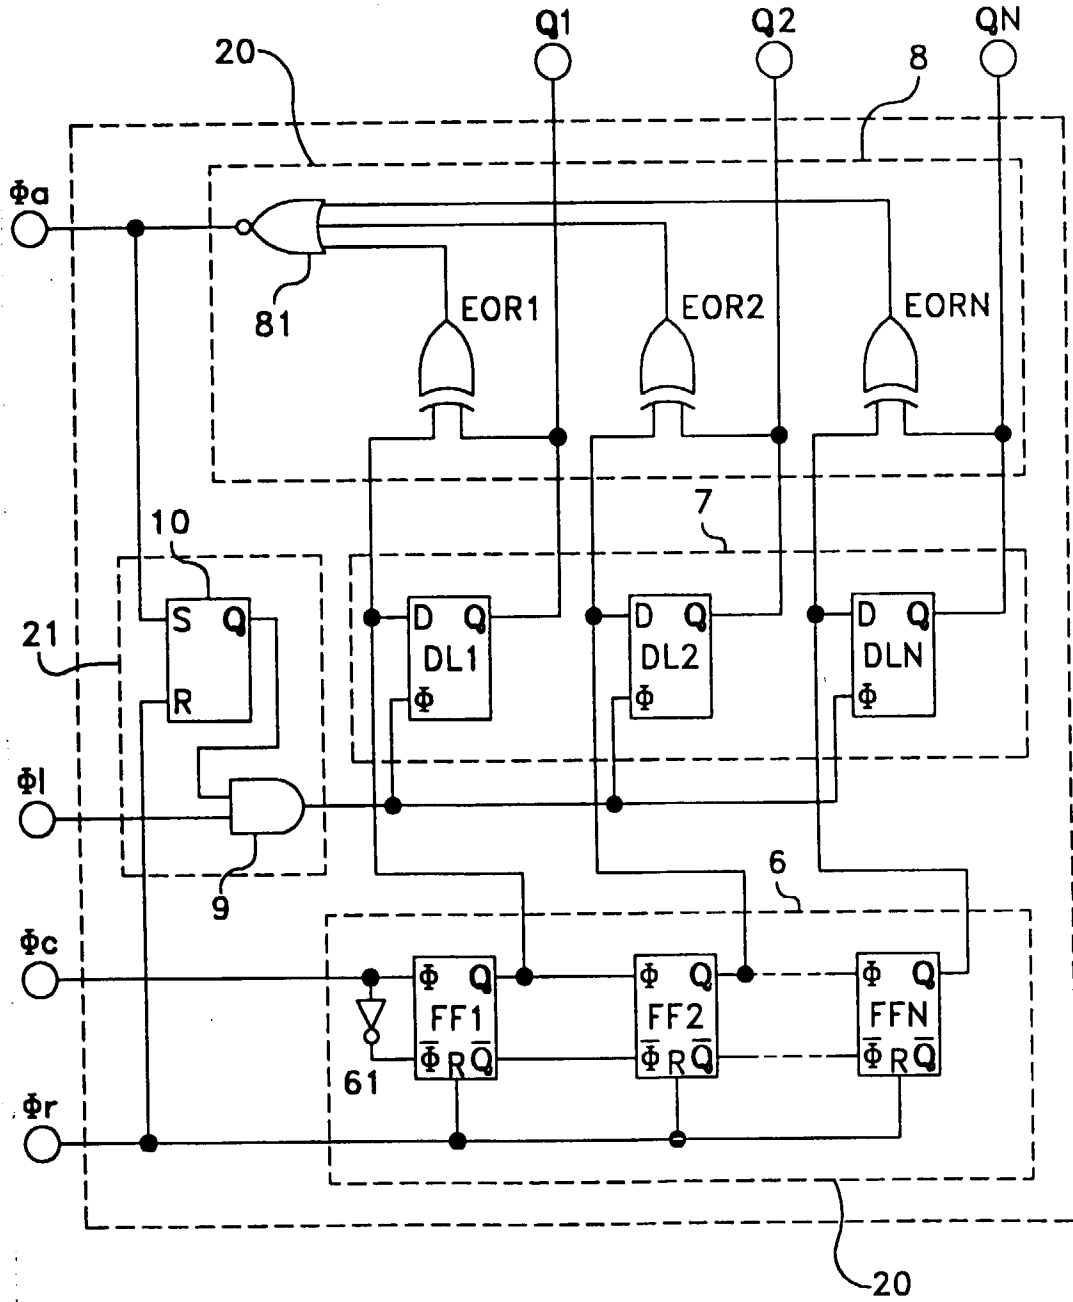 Q1 Q2 QN
20 8
Φa
81 EOR1 EOR2 EORN
10 7
S Q D Q D Q D Q
21 DL1 DL2 DLN
R Φ Φ Φ
Φl
9 6
Φc
Φ Q Φ Q Φ Q
FF1 FF2 FFN
Φ̅ R Q̅ Φ̅ R Q̅ Φ̅ R Q̅
61
Φr
20